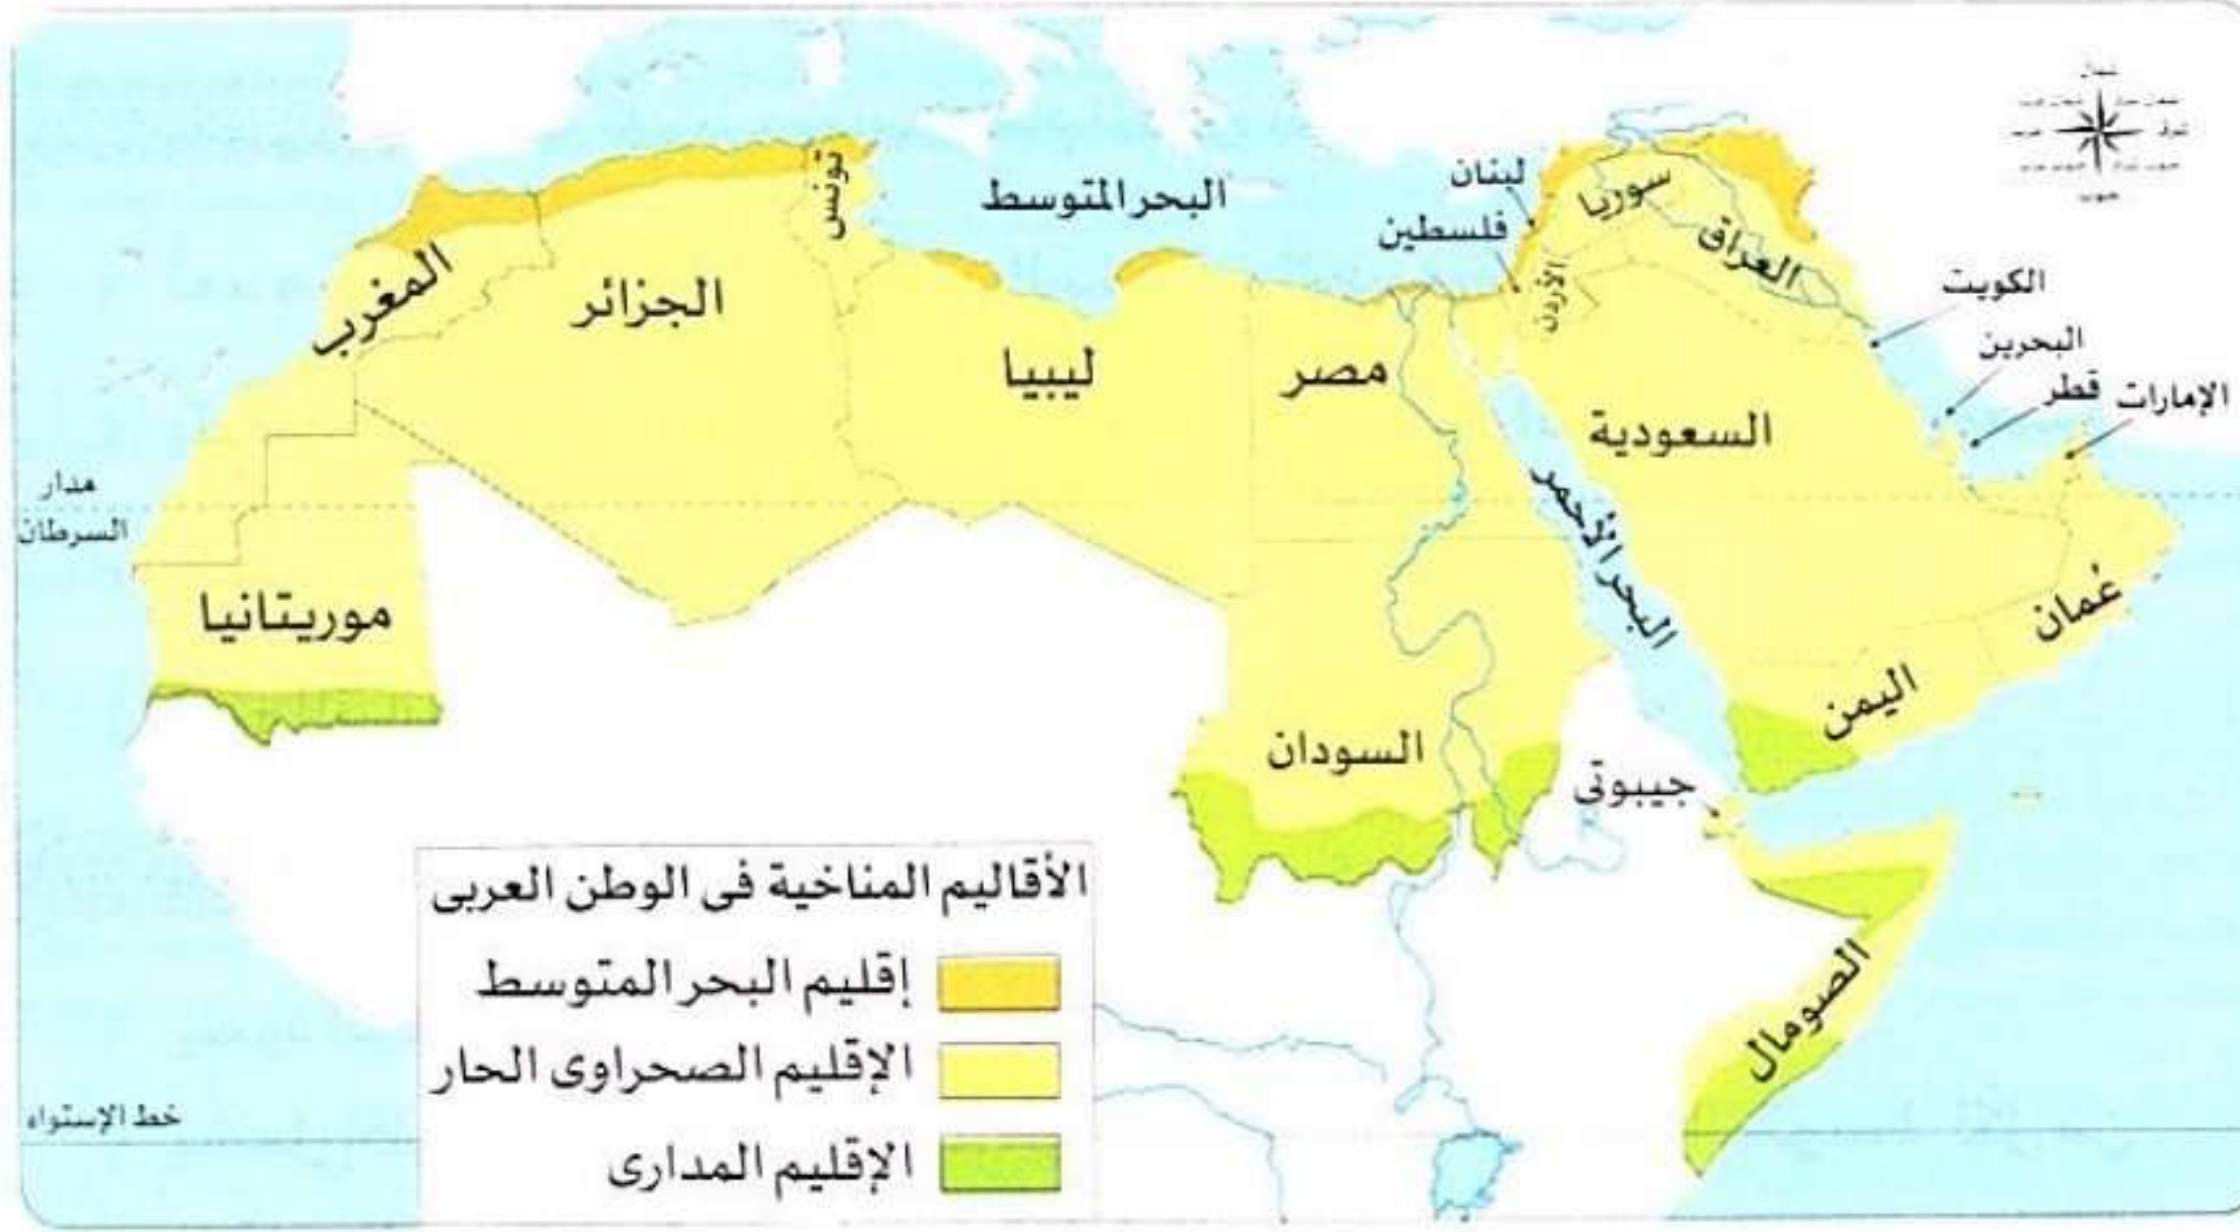 البحر المتوسط
تونس
لبنان
سوريا
فلسطين
العراق
الأردن
المغرب
الجزائر
ليبيا
مصر
السعودية
الكويت
البحرين
قطر
الإمارات
مدار
السرطان
البحر الأحمر
عُمان
موريتانيا
اليمن
السودان
جيبوتى
الصومال
الأقاليم المناخية فى الوطن العربى
إقليم البحر المتوسط
الإقليم الصحراوى الحار
الإقليم المدارى
خط الإستواء